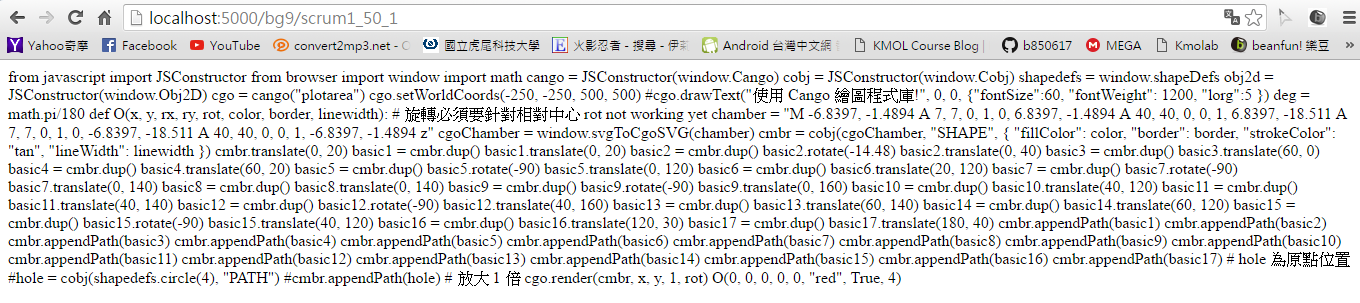 localhost:5000/bg9/scrum1_50_1
Yahoo奇摩 Facebook YouTube convert2mp3.net - C 國立虎尾科技大學 火影忍者 - 搜尋 - 伊莉 Android 台灣中文網 KMOL Course Blog | b850617 MEGA Kmolab beanfun! 樂豆
from javascript import JSConstructor from browser import window import math cango = JSConstructor(window.Cango) cobj = JSConstructor(window.Cobj) shapedefs = window.shapeDefs obj2d =
JSConstructor(window.Obj2D) cgo = cango("plotarea") cgo.setWorldCoords(-250, -250, 500, 500) #cgo.drawText("使用 Cango 繪圖程式庫!", 0, 0, {"fontSize":60, "fontWeight": 1200, "lorg":5 }) deg =
math.pi/180 def O(x, y, rx, ry, rot, color, border, linewidth): # 旋轉必須要針對相對中心 rot not working yet chamber = "M -6.8397, -1.4894 A 7, 7, 0, 1, 0, 6.8397, -1.4894 A 40, 40, 0, 0, 1, 6.8397, -18.511 A
7, 7, 0, 1, 0, -6.8397, -18.511 A 40, 40, 0, 0, 1, -6.8397, -1.4894 z" cgoChamber = window.svgToCgoSVG(chamber) cmbr = cobj(cgoChamber, "SHAPE", { "fillColor": color, "border": border, "strokeColor":
"tan", "lineWidth": linewidth }) cmbr.translate(0, 20) basic1 = cmbr.dup() basic1.translate(0, 20) basic2 = cmbr.dup() basic2.rotate(-14.48) basic2.translate(0, 40) basic3 = cmbr.dup() basic3.translate(60, 0)
basic4 = cmbr.dup() basic4.translate(60, 20) basic5 = cmbr.dup() basic5.rotate(-90) basic5.translate(0, 120) basic6 = cmbr.dup() basic6.translate(20, 120) basic7 = cmbr.dup() basic7.rotate(-90)
basic7.translate(0, 140) basic8 = cmbr.dup() basic8.translate(0, 140) basic9 = cmbr.dup() basic9.rotate(-90) basic9.translate(0, 160) basic10 = cmbr.dup() basic10.translate(40, 120) basic11 = cmbr.dup()
basic11.translate(40, 140) basic12 = cmbr.dup() basic12.rotate(-90) basic12.translate(40, 160) basic13 = cmbr.dup() basic13.translate(60, 140) basic14 = cmbr.dup() basic14.translate(60, 120) basic15 =
cmbr.dup() basic15.rotate(-90) basic15.translate(40, 120) basic16 = cmbr.dup() basic16.translate(120, 30) basic17 = cmbr.dup() basic17.translate(180, 40) cmbr.appendPath(basic1) cmbr.appendPath(basic2)
cmbr.appendPath(basic3) cmbr.appendPath(basic4) cmbr.appendPath(basic5) cmbr.appendPath(basic6) cmbr.appendPath(basic7) cmbr.appendPath(basic8) cmbr.appendPath(basic9) cmbr.appendPath(basic10)
cmbr.appendPath(basic11) cmbr.appendPath(basic12) cmbr.appendPath(basic13) cmbr.appendPath(basic14) cmbr.appendPath(basic15) cmbr.appendPath(basic16) cmbr.appendPath(basic17) # hole 為原點位置
#hole = cobj(shapedefs.circle(4), "PATH") #cmbr.appendPath(hole) # 放大 1 倍 cgo.render(cmbr, x, y, 1, rot) O(0, 0, 0, 0, 0, "red", True, 4)